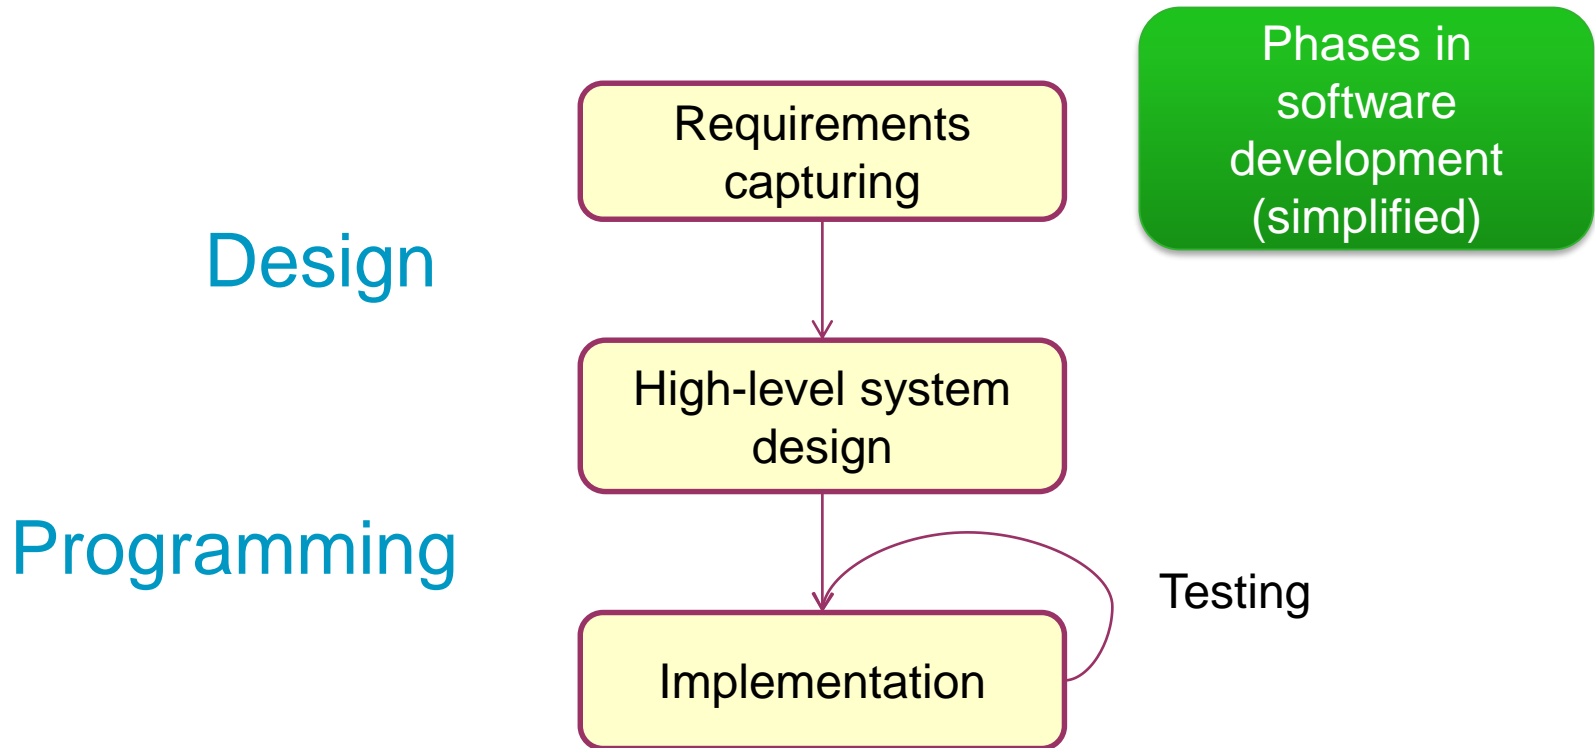 Phases in
software
development
(simplified)
Requirements
capturing
Design
High-level system
design
Programming
Testing
Implementation